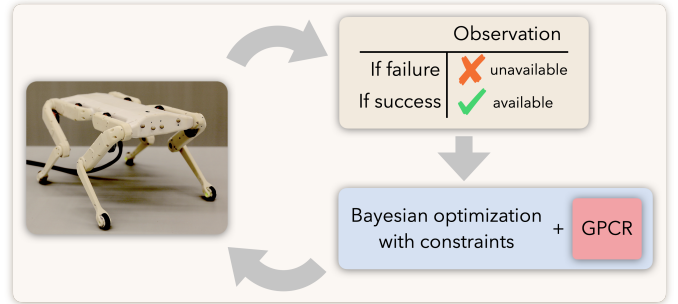 Observation
If failure ✘ unavailable
If success ✓ available
Bayesian optimization
with constraints
+
GPCR